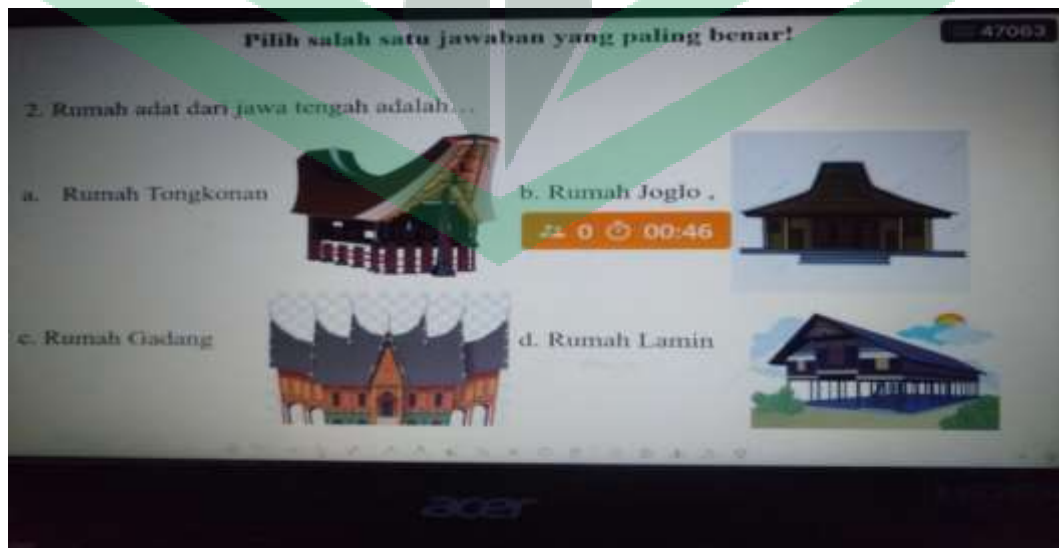 Pilih salah satu jawaban yang paling benar!
47063
2. Rumah adat dari jawa tengah adalah...
a. Rumah Tongkonan
b. Rumah Joglo .
0 00:46
c. Rumah Gadang
d. Rumah Lamin
acer